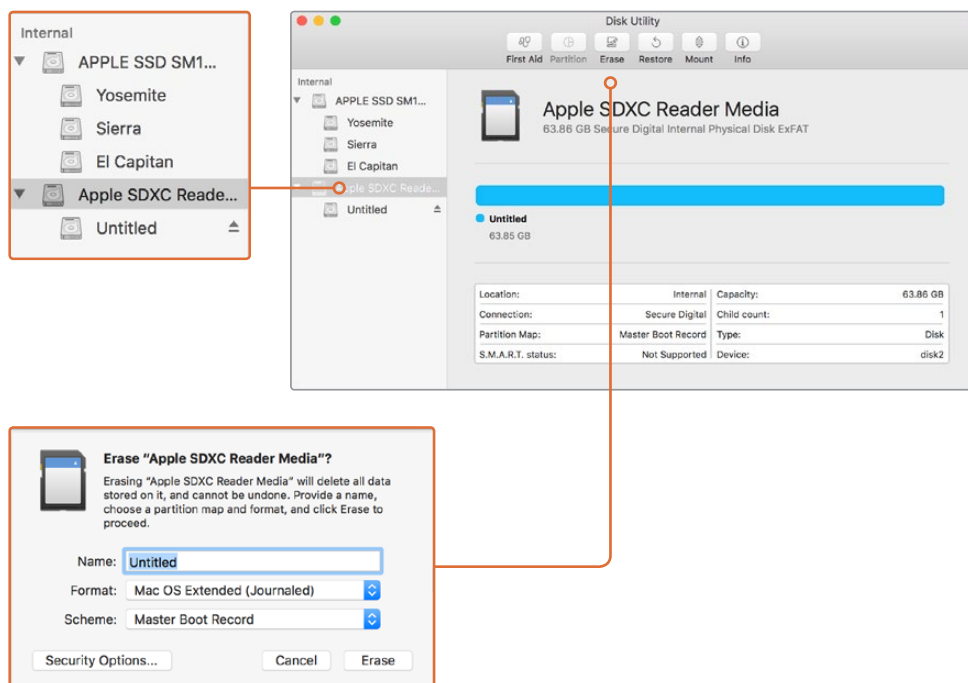 Internal
APPLE SSD SM1...
Yosemite
Sierra
El Capitan
Apple SDXC Reade...
Untitled
Disk Utility
First Aid Partition Erase Restore Mount Info
Internal
APPLE SSD SM1...
Yosemite
Sierra
El Capitan
ple SDXC Reade...
Untitled
Apple SDXC Reader Media
63.86 GB Secure Digital Internal Physical Disk ExFAT
Untitled
63.85 GB
Location: Internal Capacity: 63.86 GB
Connection: Secure Digital Child count: 1
Partition Map: Master Boot Record Type: Disk
S.M.A.R.T. status: Not Supported Device: disk2
Erase “Apple SDXC Reader Media”?
Erasing “Apple SDXC Reader Media” will delete all data
stored on it, and cannot be undone. Provide a name,
choose a partition map and format, and click Erase to
proceed.
Name: Untitled
Format: Mac OS Extended (Journaled)
Scheme: Master Boot Record
Security Options... Cancel Erase